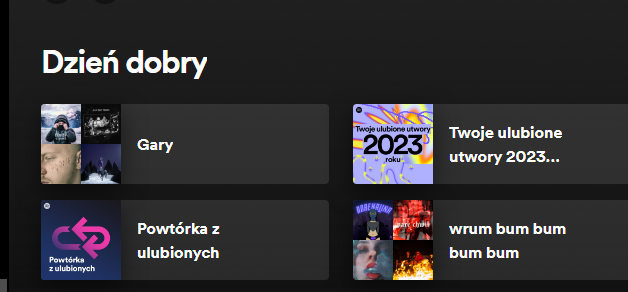 Dzień dobry
Gary
Twoje ulubione utwory
2023
roku
Twoje ulubione
utwory 2023...
Powtórka
z ulubionych
Powtórka z
ulubionych
wrum bum bum
bum bum